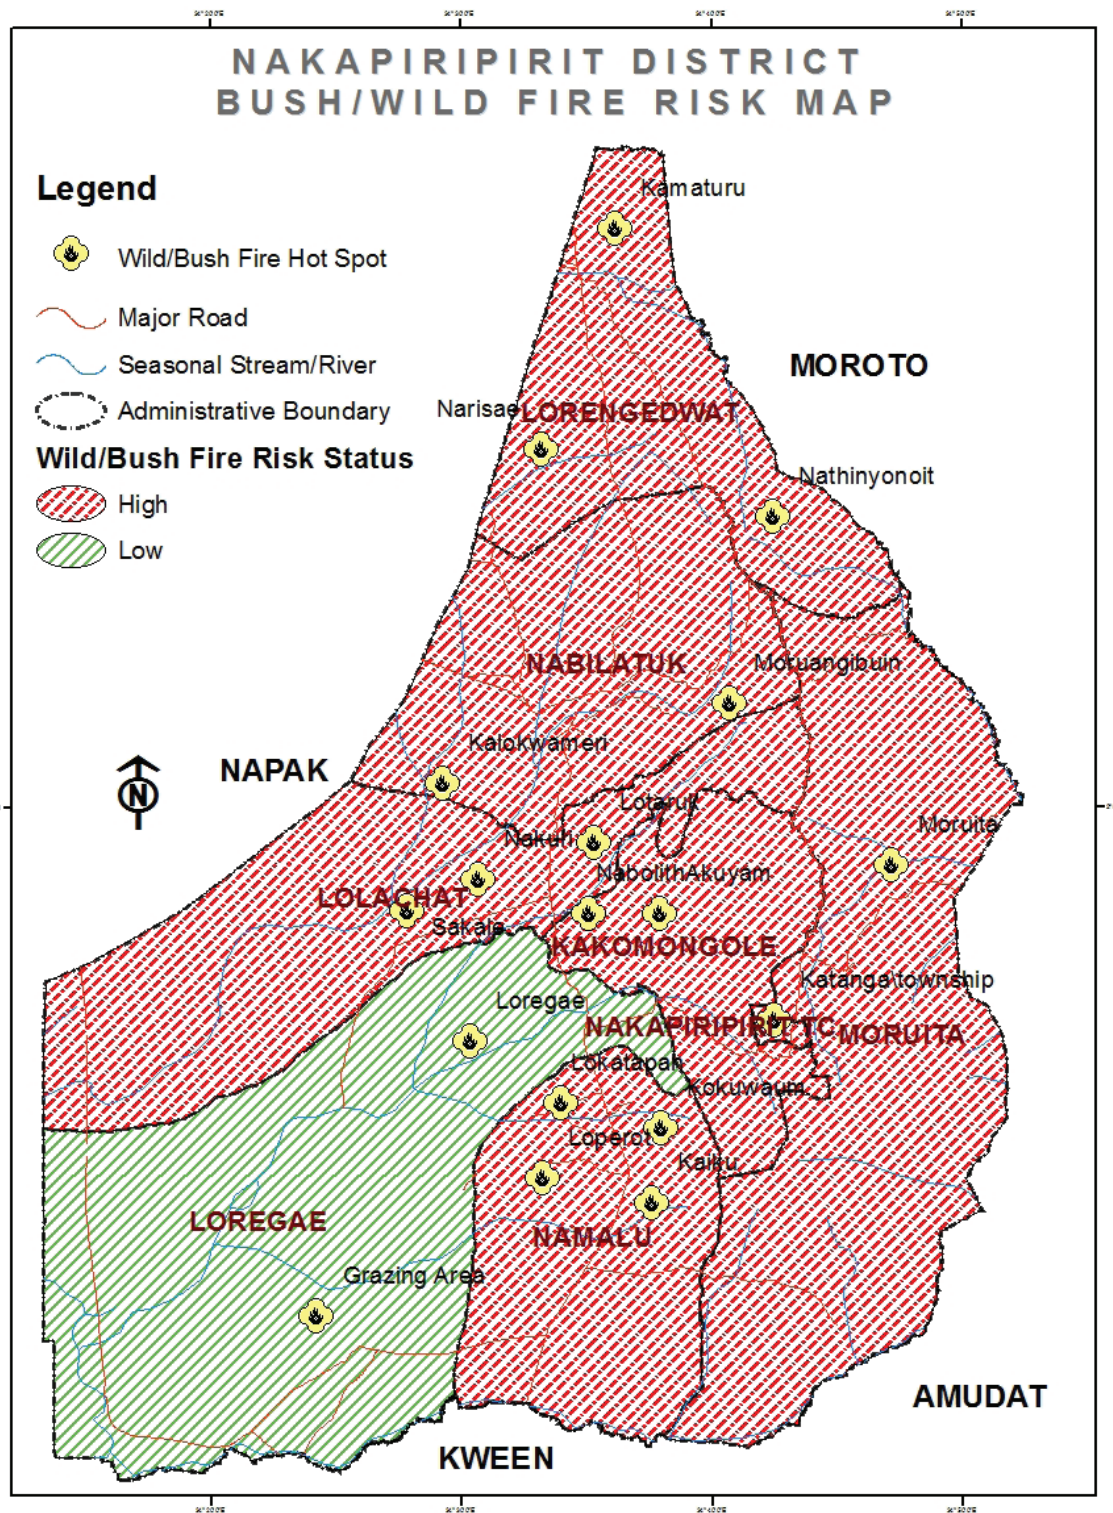 NAKAPIRIPIRIT DISTRICT
BUSH/WILD FIRE RISK MAP
Legend
Wild/Bush Fire Hot Spot
Major Road
Seasonal Stream/River
Administrative Boundary
Wild/Bush Fire Risk Status
High
Low
Kamaturu
MOROTO
Narisae
LORENGEDWAT
Nathinyonoit
NABILATUK
Moruangibuin
Kalokwameri
NAPAK
N
Lotaruk
Moruita
Nakuri
NabolithAkuyam
LOLACHAT
Sakale
KAKOMONGOLE
Katanga township
Loregae
NAKAPIRIPIRIT TC
MORUITA
Lokatapan
Kokuwaum
Loperot
Kaiku
LOREGAE
NAMALU
Grazing Area
AMUDAT
KWEEN